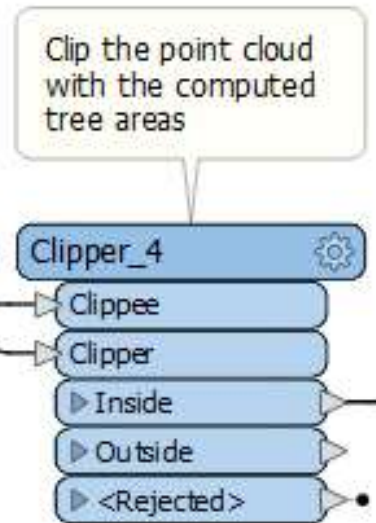 Clip the point cloud
with the computed
tree areas
Clipper_4
Clippee
Clipper
Inside
Outside
<Rejected>